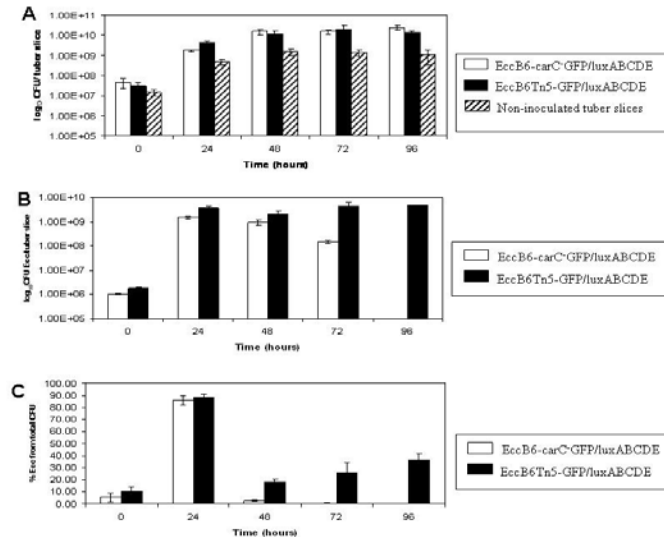 A
log10 CFU/ tuber slices
1.00E+11
1.00E+10
1.00E+09
1.00E+08
1.00E+07
1.00E+06
1.00E+05
0 24 48 72 96
Time (hours)
EccB6-carC-GFP/luxABCDE
EccB6Tn5-GFP/luxABCDE
Non-inoculated tuber slices
B
log10 CFU Ecc/tuber slice
1.00E+10
1.00E+09
1.00E+08
1.00E+07
1.00E+06
1.00E+05
0 24 48 72 96
Time (hours)
EccB6-carC-GFP/luxABCDE
EccB6Tn5-GFP/luxABCDE
C
% Ecc from total CFU
100.00
90.00
80.00
70.00
60.00
50.00
40.00
30.00
20.00
10.00
0.00
0 24 48 72 96
Time (hours)
EccB6-carC-GFP/luxABCDE
EccB6Tn5-GFP/luxABCDE